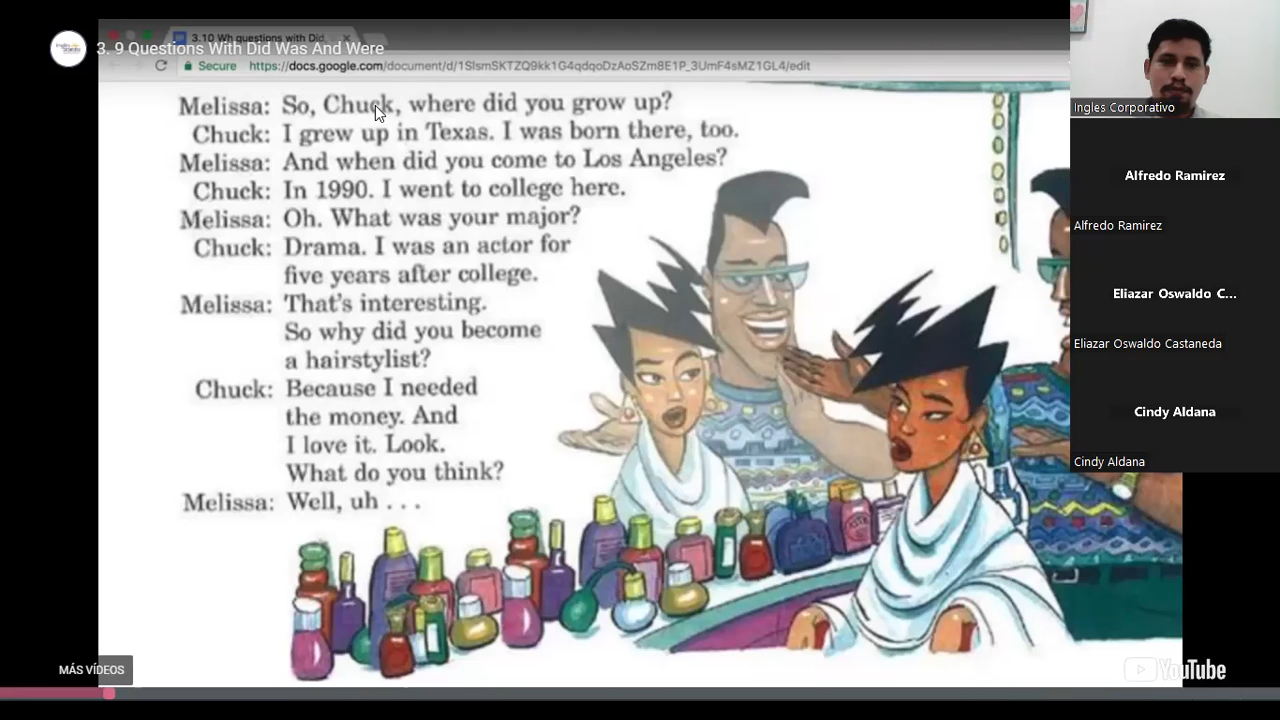 3. 9 Questions With Did Was And Were
3.10 Wh questions with Did,
Secure https://docs.google.com/document/d/1SlsmSKTZQ9kk1G4qdqoDzAoSZm8E1P_3UmF4sMZ1GL4/edit
Melissa: So, Chuck, where did you grow up?
Chuck: I grew up in Texas. I was born there, too.
Melissa: And when did you come to Los Angeles?
Chuck: In 1990. I went to college here.
Melissa: Oh. What was your major?
Chuck: Drama. I was an actor for
five years after college.
Melissa: That's interesting.
So why did you become
a hairstylist?
Chuck: Because I needed
the money. And
I love it. Look.
What do you think?
Melissa: Well, uh . . .
MÁS VÍDEOS
YouTube
Ingles Corporativo
Alfredo Ramirez
Alfredo Ramirez
Eliazar Oswaldo C...
Eliazar Oswaldo Castaneda
Cindy Aldana
Cindy Aldana